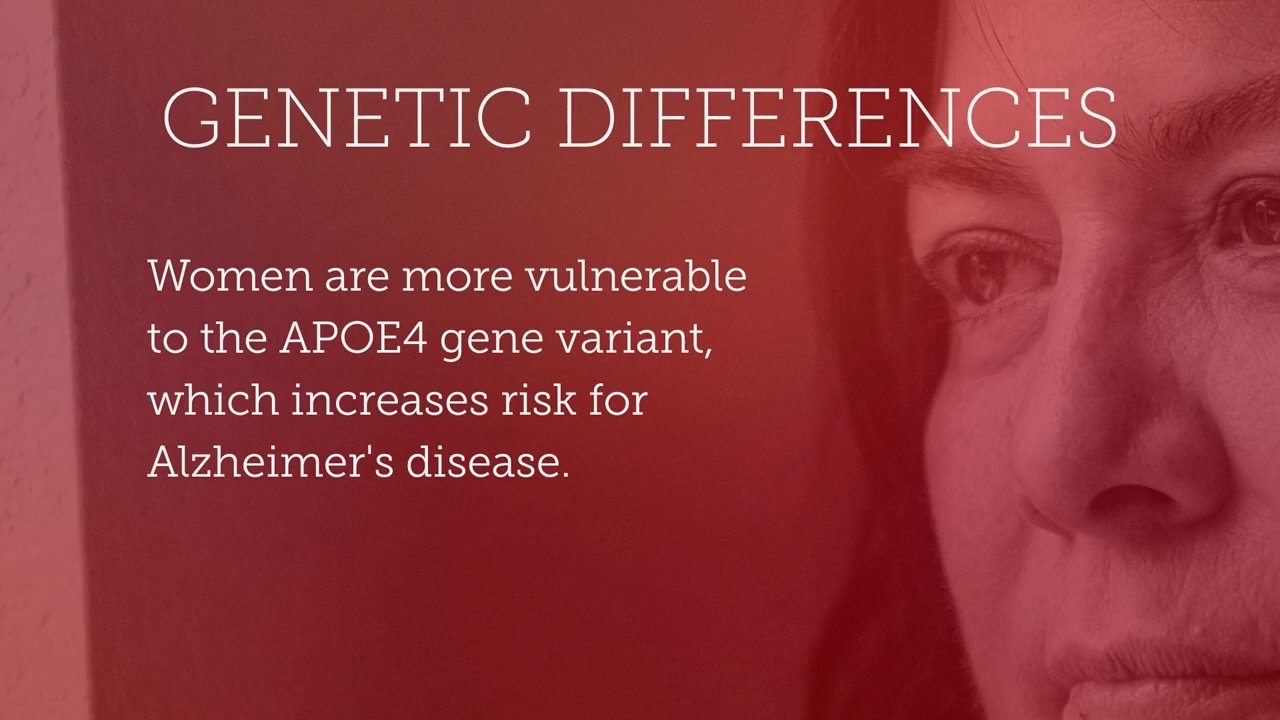 GENETIC DIFFERENCES
Women are more vulnerable
to the APOE4 gene variant,
which increases risk for
Alzheimer's disease.